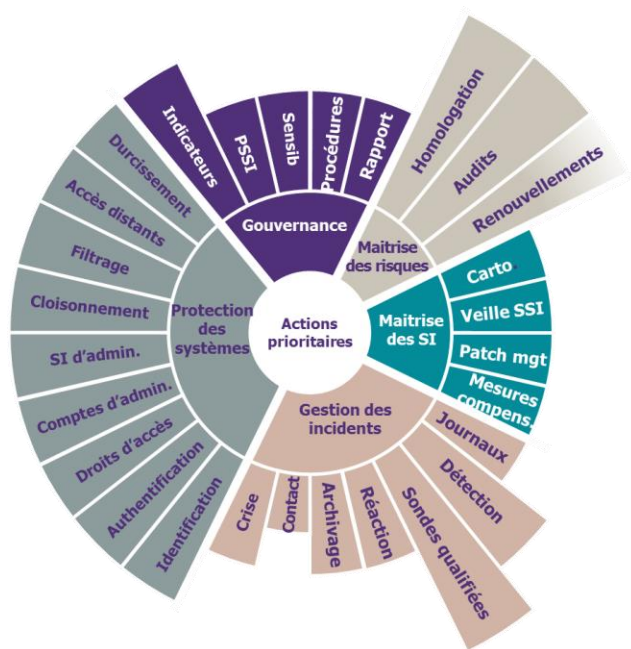 Actions
prioritaires
Gouvernance
Indicateurs
PSSI
Sensib
Procédures
Rapport
Maitrise
des risques
Homologation
Audits
Renouvellements
Maitrise
des SI
Carto.
Veille SSI
Patch mgt
Mesures
compens.
Gestion des
incidents
Journaux
Détection
Sondes qualifiées
Réaction
Archivage
Contact
Crise
Protection
des
systèmes
Identification
Authentification
Droits d'accès
Comptes d'admin.
SI d'admin.
Cloisonnement
Filtrage
Accès distants
Durcissement